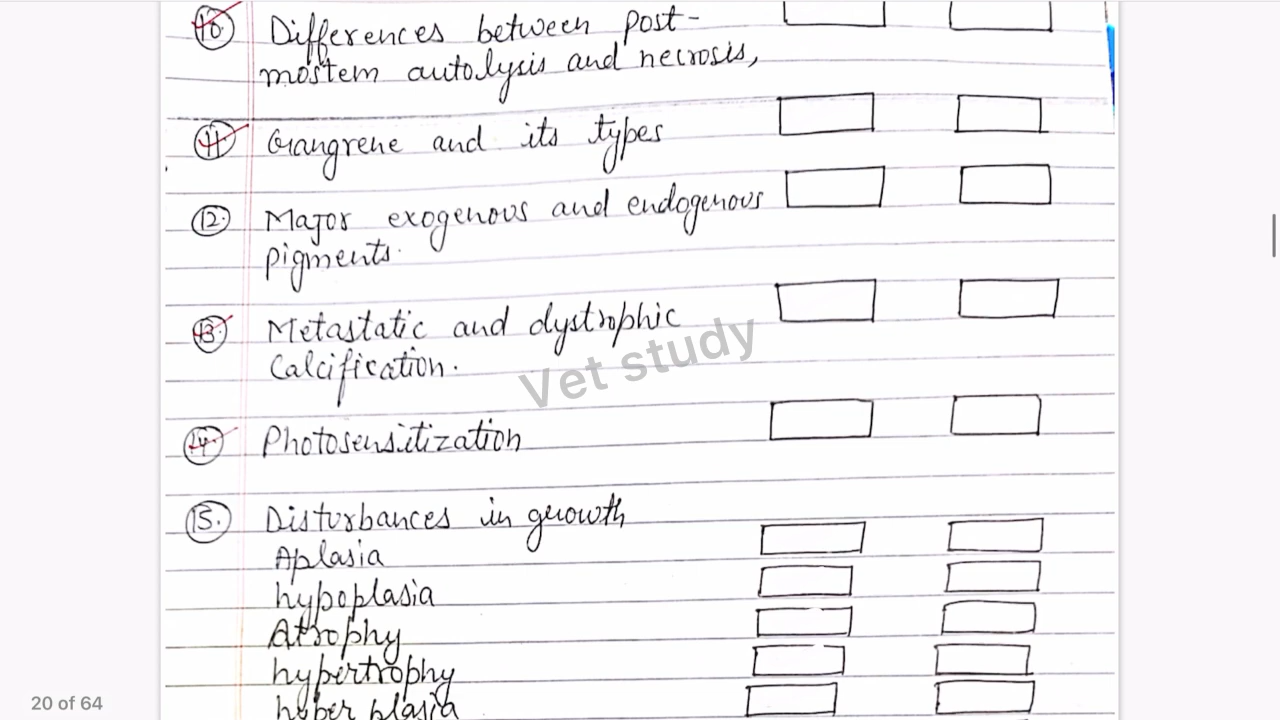 10. Differences between post-
mostem autolysis and necrosis,
11. Gangrene and its types
12. Major exogenous and endogenous
pigments.
13. Metastatic and dystrophic
Calcification.
Vet study
14. Photosensitization
15. Disturbances in growth
Aplasia
hypoplasia
Atrophy
hypertrophy
hyper plasia
20 of 64